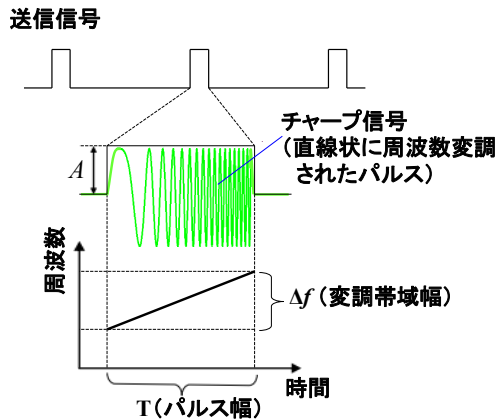 送信信号
チャープ信号
(直線状に周波数変調
されたパルス)
A
周波数
Δf (変調帯域幅)
時間
T(パルス幅)